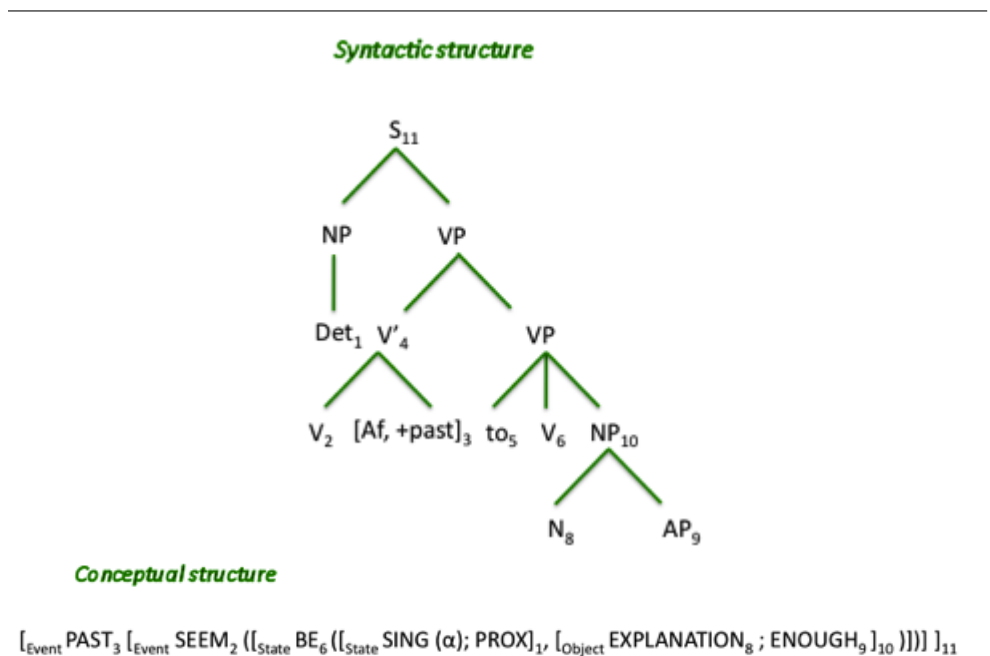 Syntactic structure
S₁₁
NP VP
Det₁ V’₄ VP
V₂ [Af, +past]₃ to₅ V₆ NP₁₀
N₈ AP₉
Conceptual structure
[Event PAST₃ [Event SEEM₂ ([State BE₆ ([State SING (α); PROX]₁, [Object EXPLANATION₈ ; ENOUGH₉ ]₁₀ )])] ]₁₁